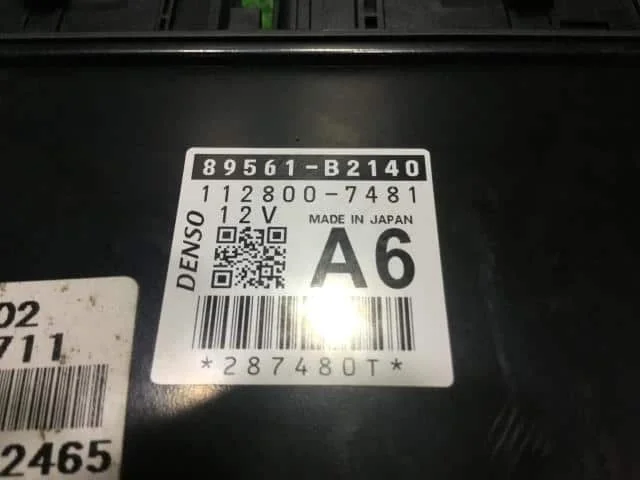 89561-B2140
112800-7481
12V MADE IN JAPAN
DENSO
A6
*287480T*
02
711
2465